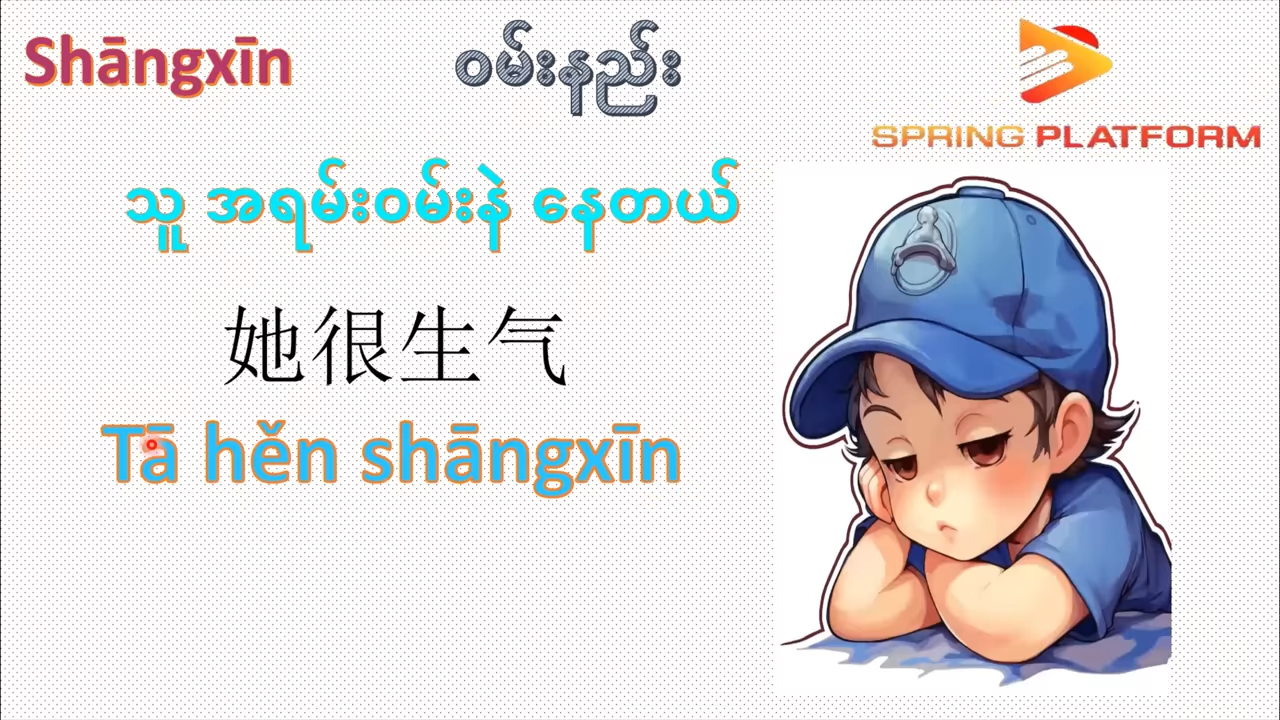 Shāngxīn
ဝမ်းနည်း
SPRING PLATFORM
သူ အရမ်းဝမ်းနဲ နေတယ်
她很生气
Tā hěn shāngxīn